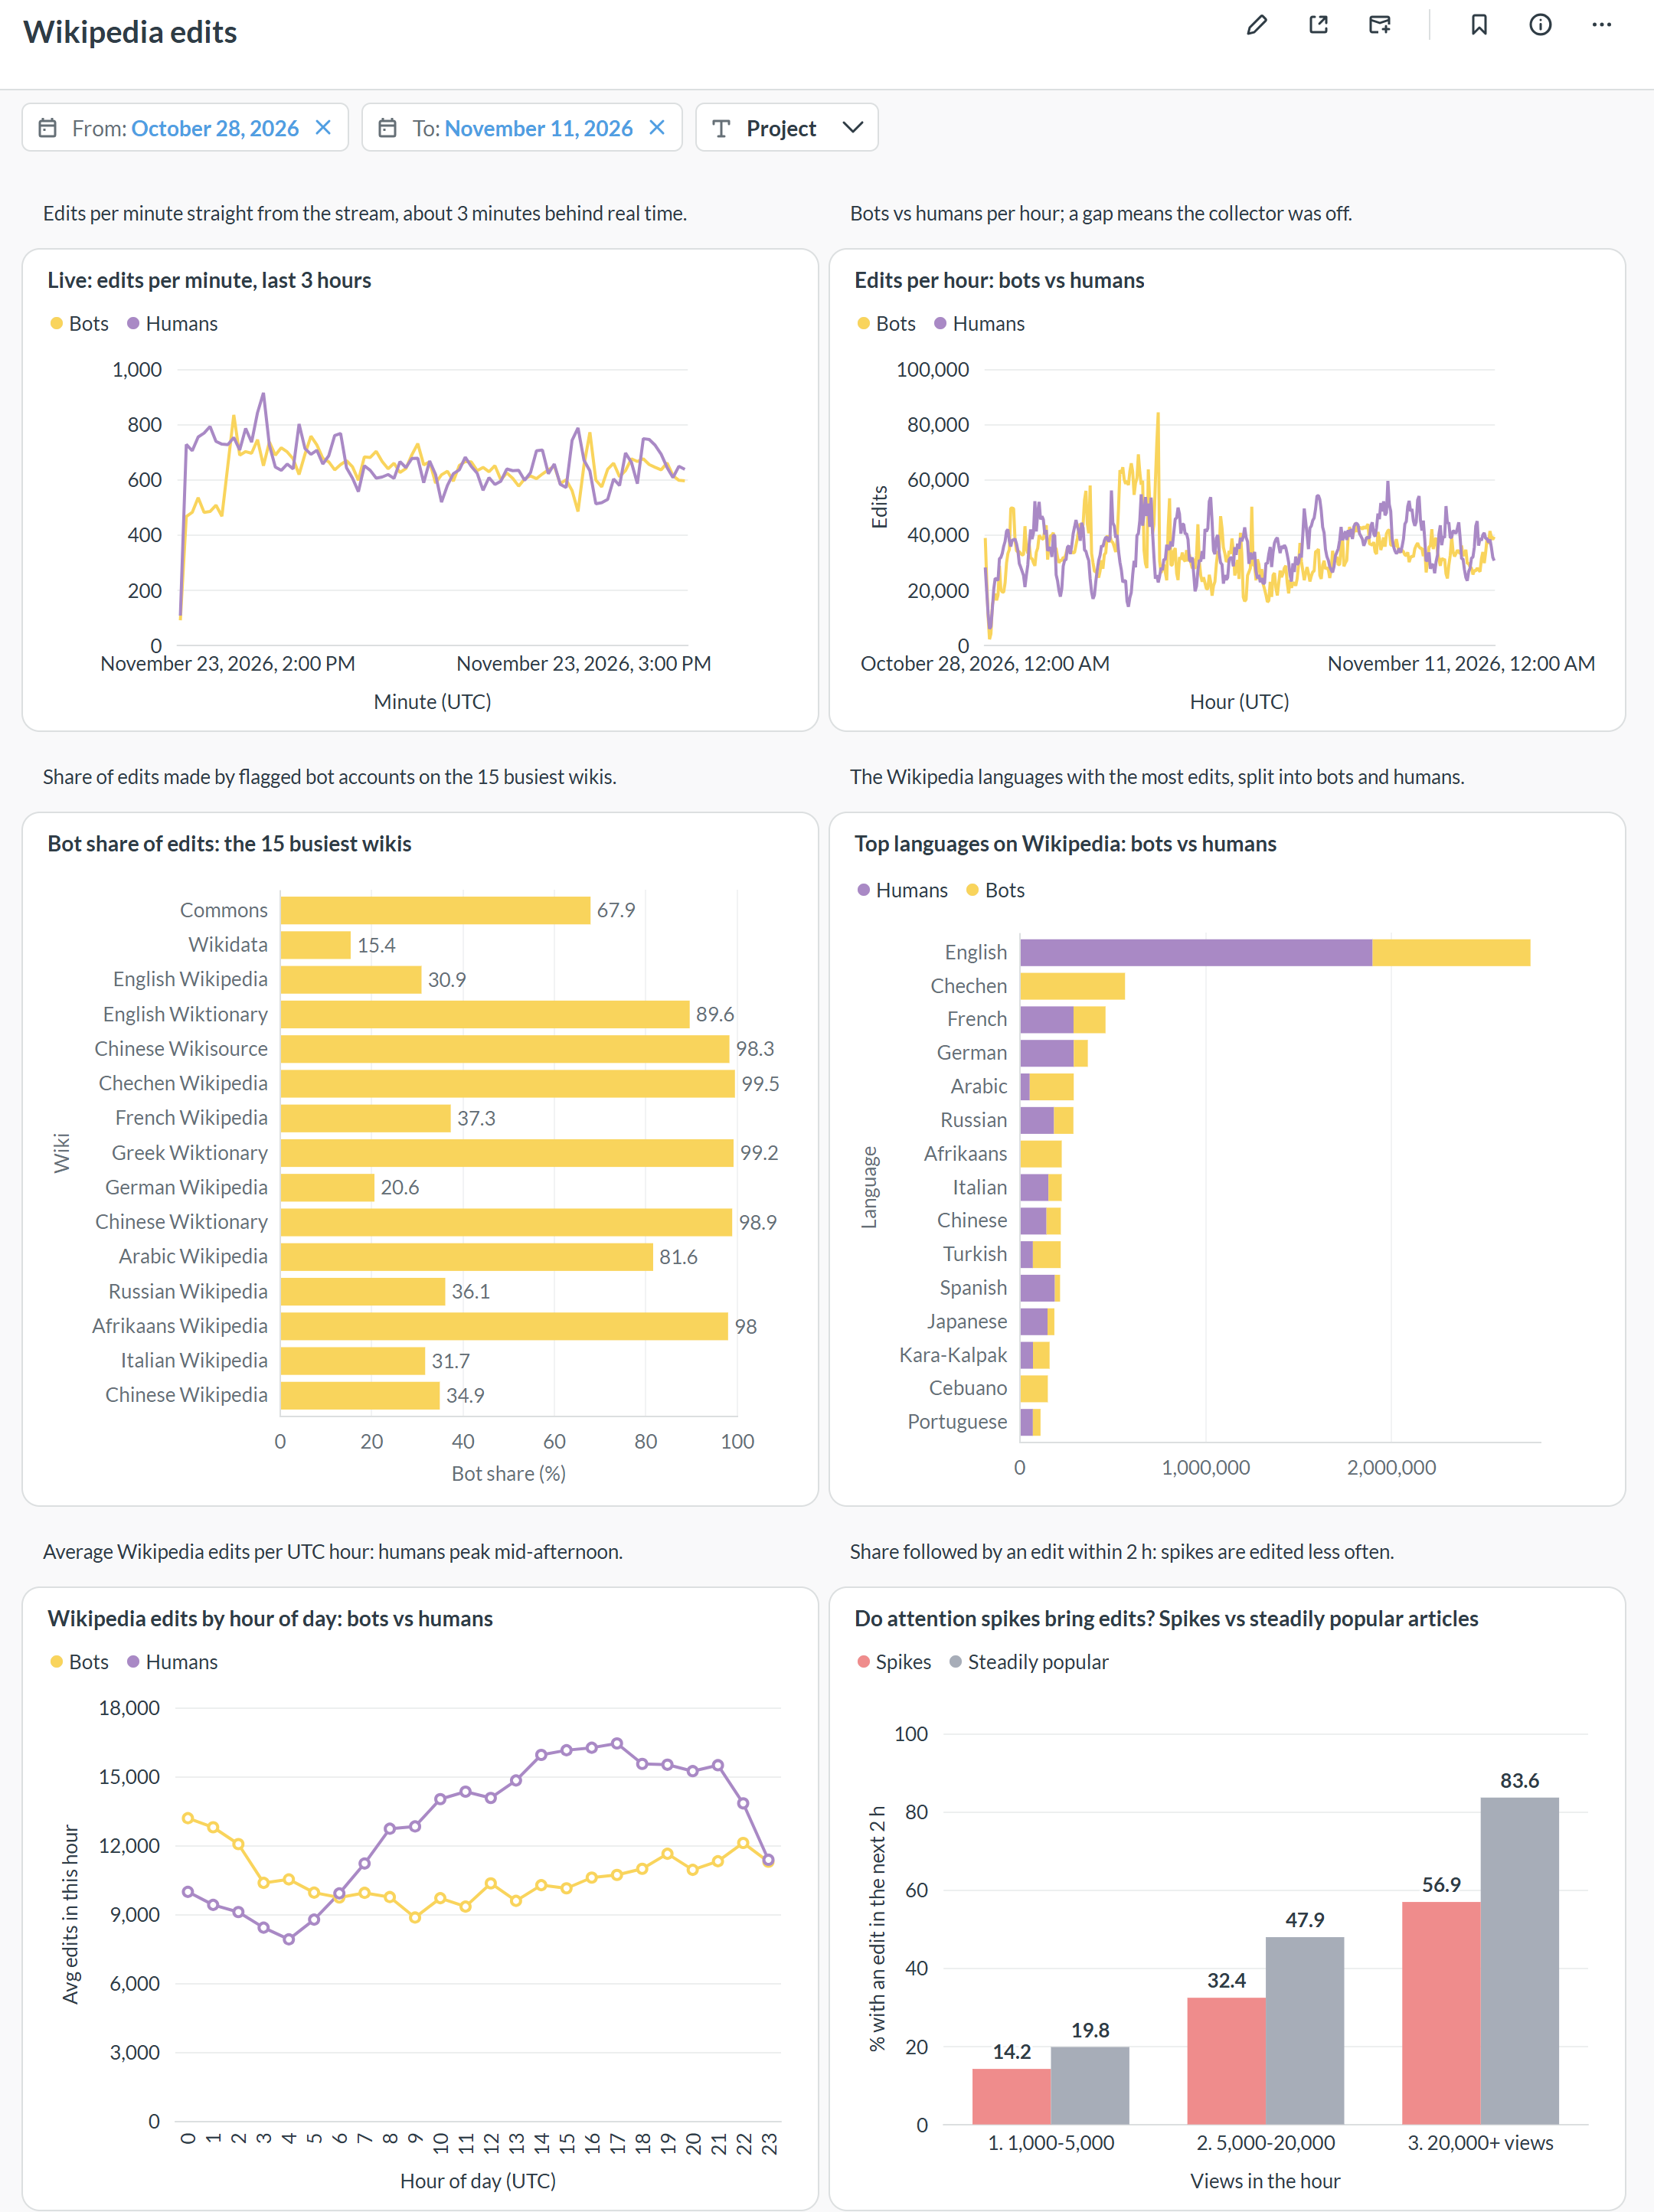 Wikipedia edits
From: October 28, 2026
To: November 11, 2026
Project
Edits per minute straight from the stream, about 3 minutes behind real time.
Live: edits per minute, last 3 hours
Bots Humans
1,000
800
600
400
200
0
November 23, 2026, 2:00 PM November 23, 2026, 3:00 PM
Minute (UTC)
Bots vs humans per hour; a gap means the collector was off.
Edits per hour: bots vs humans
Bots Humans
Edits
100,000
80,000
60,000
40,000
20,000
0
October 28, 2026, 12:00 AM November 11, 2026, 12:00 AM
Hour (UTC)
Share of edits made by flagged bot accounts on the 15 busiest wikis.
Bot share of edits: the 15 busiest wikis
Wiki
Commons 67.9
Wikidata 15.4
English Wikipedia 30.9
English Wiktionary 89.6
Chinese Wikisource 98.3
Chechen Wikipedia 99.5
French Wikipedia 37.3
Greek Wiktionary 99.2
German Wikipedia 20.6
Chinese Wiktionary 98.9
Arabic Wikipedia 81.6
Russian Wikipedia 36.1
Afrikaans Wikipedia 98
Italian Wikipedia 31.7
Chinese Wikipedia 34.9
0 20 40 60 80 100
Bot share (%)
The Wikipedia languages with the most edits, split into bots and humans.
Top languages on Wikipedia: bots vs humans
Humans Bots
Language
English
Chechen
French
German
Arabic
Russian
Afrikaans
Italian
Chinese
Turkish
Spanish
Japanese
Kara-Kalpak
Cebuano
Portuguese
0 1,000,000 2,000,000
Average Wikipedia edits per UTC hour: humans peak mid-afternoon.
Wikipedia edits by hour of day: bots vs humans
Bots Humans
Avg edits in this hour
18,000
15,000
12,000
9,000
6,000
3,000
0
0 1 2 3 4 5 6 7 8 9 10 11 12 13 14 15 16 17 18 19 20 21 22 23
Hour of day (UTC)
Share followed by an edit within 2 h: spikes are edited less often.
Do attention spikes bring edits? Spikes vs steadily popular articles
Spikes Steadily popular
% with an edit in the next 2 h
100
80
60
40
20
0
14.2 19.8
32.4 47.9
56.9 83.6
1. 1,000-5,000 2. 5,000-20,000 3. 20,000+ views
Views in the hour